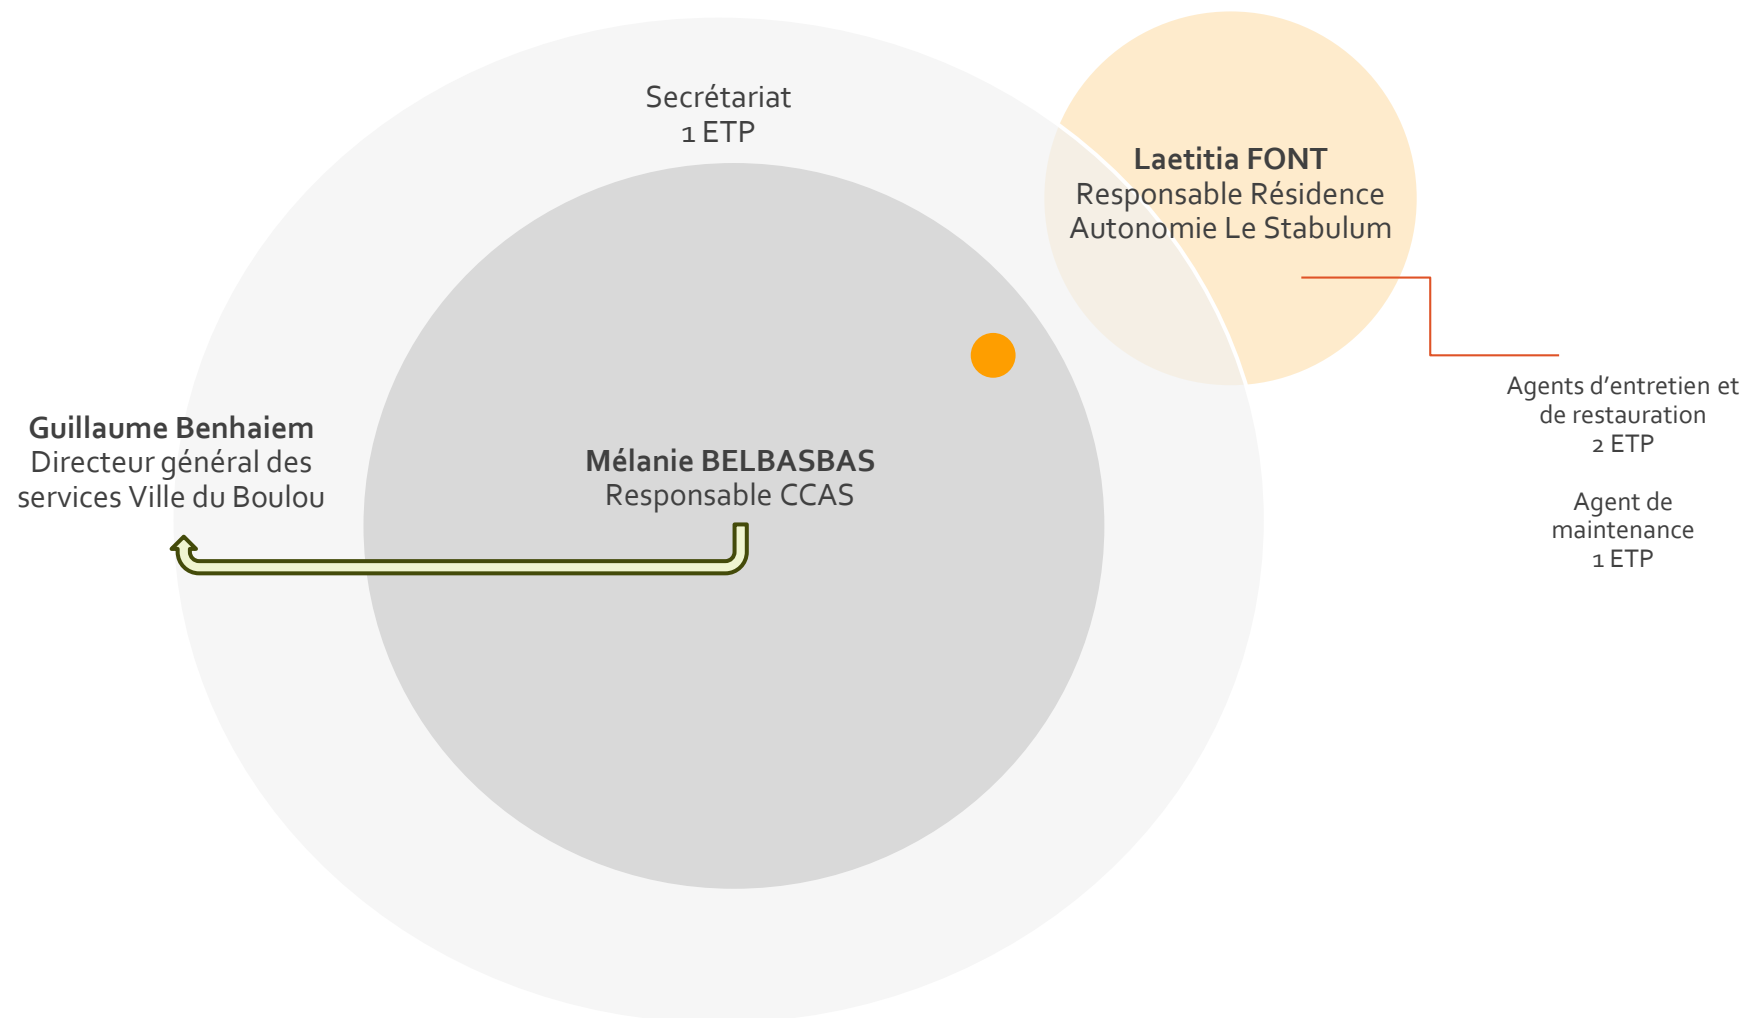 Secrétariat
1 ETP
Laetitia FONT
Responsable Résidence
Autonomie Le Stabulum
Guillaume Benhaiem
Directeur général des
services Ville du Boulou
Mélanie BELBASBAS
Responsable CCAS
Agents d’entretien et
de restauration
2 ETP
Agent de
maintenance
1 ETP